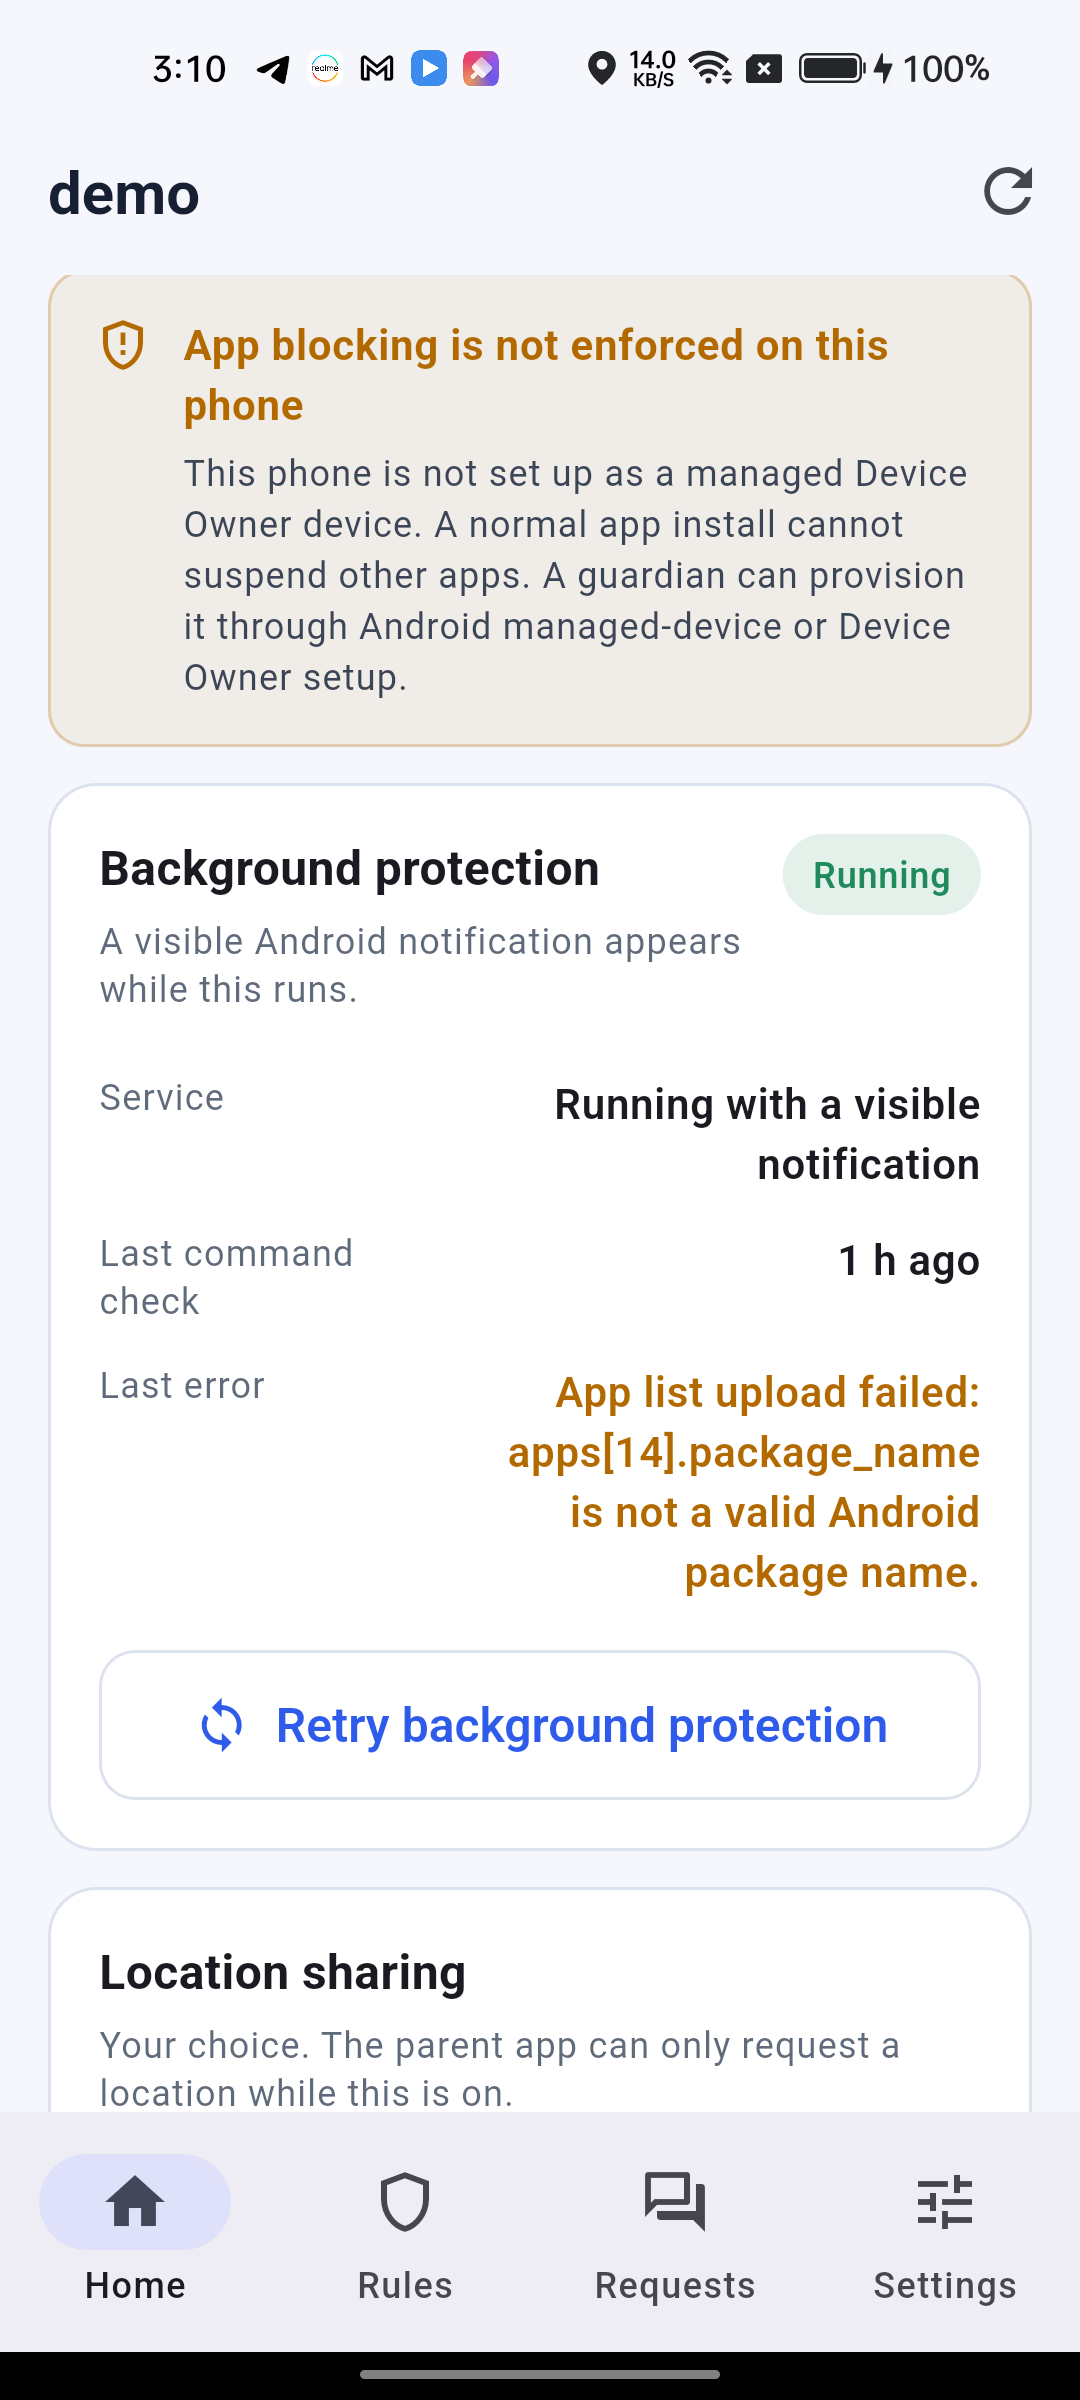 3:10
realme
14.0
KB/S
100%
demo
App blocking is not enforced on this
phone
This phone is not set up as a managed Device
Owner device. A normal app install cannot
suspend other apps. A guardian can provision
it through Android managed-device or Device
Owner setup.
Background protection
Running
A visible Android notification appears
while this runs.
Service
Running with a visible
notification
Last command
check
1 h ago
Last error
App list upload failed:
apps[14].package_name
is not a valid Android
package name.
Retry background protection
Location sharing
Your choice. The parent app can only request a
location while this is on.
Home
Rules
Requests
Settings